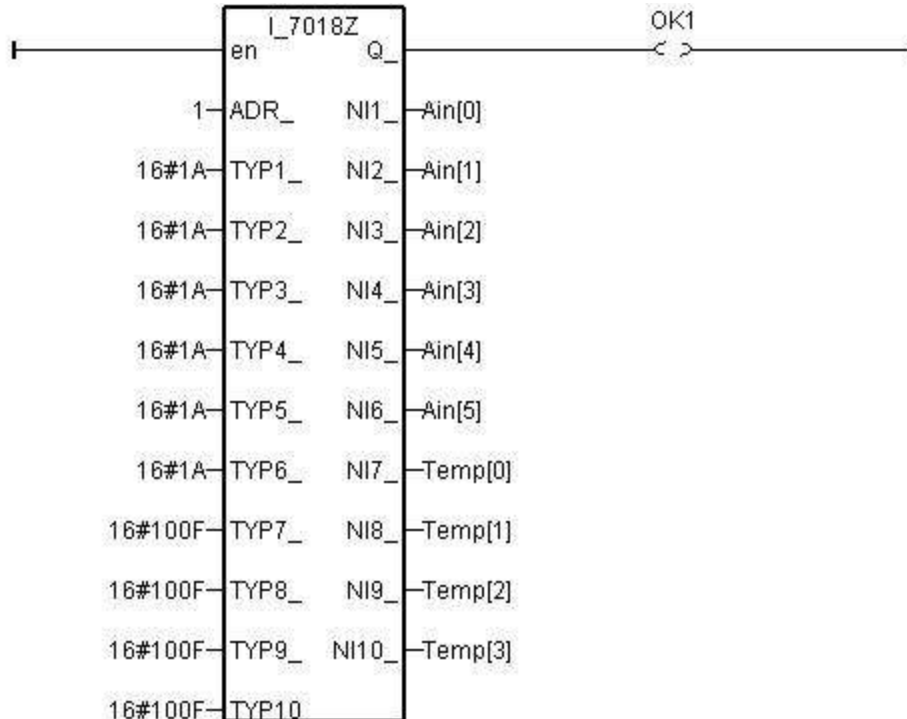 I_7018Z OK1
en Q_
1 ADR_ NI1_ Ain[0]
16#1A TYP1_ NI2_ Ain[1]
16#1A TYP2_ NI3_ Ain[2]
16#1A TYP3_ NI4_ Ain[3]
16#1A TYP4_ NI5_ Ain[4]
16#1A TYP5_ NI6_ Ain[5]
16#1A TYP6_ NI7_ Temp[0]
16#100F TYP7_ NI8_ Temp[1]
16#100F TYP8_ NI9_ Temp[2]
16#100F TYP9_ NI10_ Temp[3]
16#100F TYP10